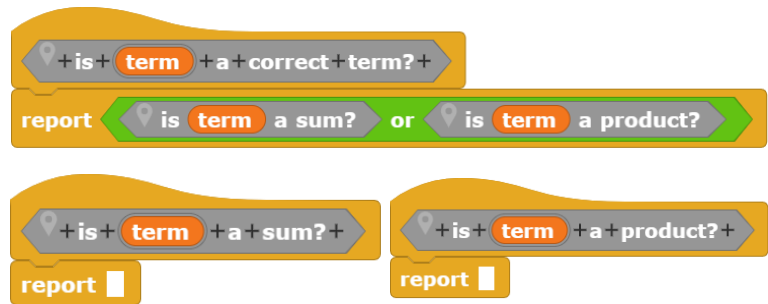 +is+ term +a+correct+term?+
report is term a sum? or is term a product?
+is+ term +a+sum?+
report
+is+ term +a+product?+
report